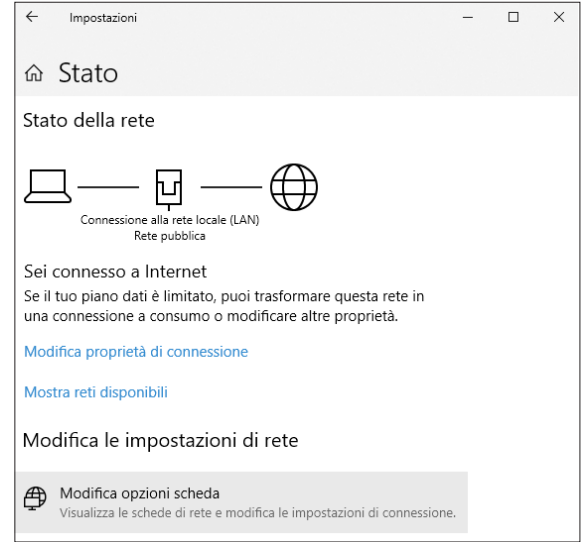 Impostazioni
Stato
Stato della rete
Connessione alla rete locale (LAN)
Rete pubblica
Sei connesso a Internet
Se il tuo piano dati è limitato, puoi trasformare questa rete in
una connessione a consumo o modificare altre proprietà.
Modifica proprietà di connessione
Mostra reti disponibili
Modifica le impostazioni di rete
Modifica opzioni scheda
Visualizza le schede di rete e modifica le impostazioni di connessione.